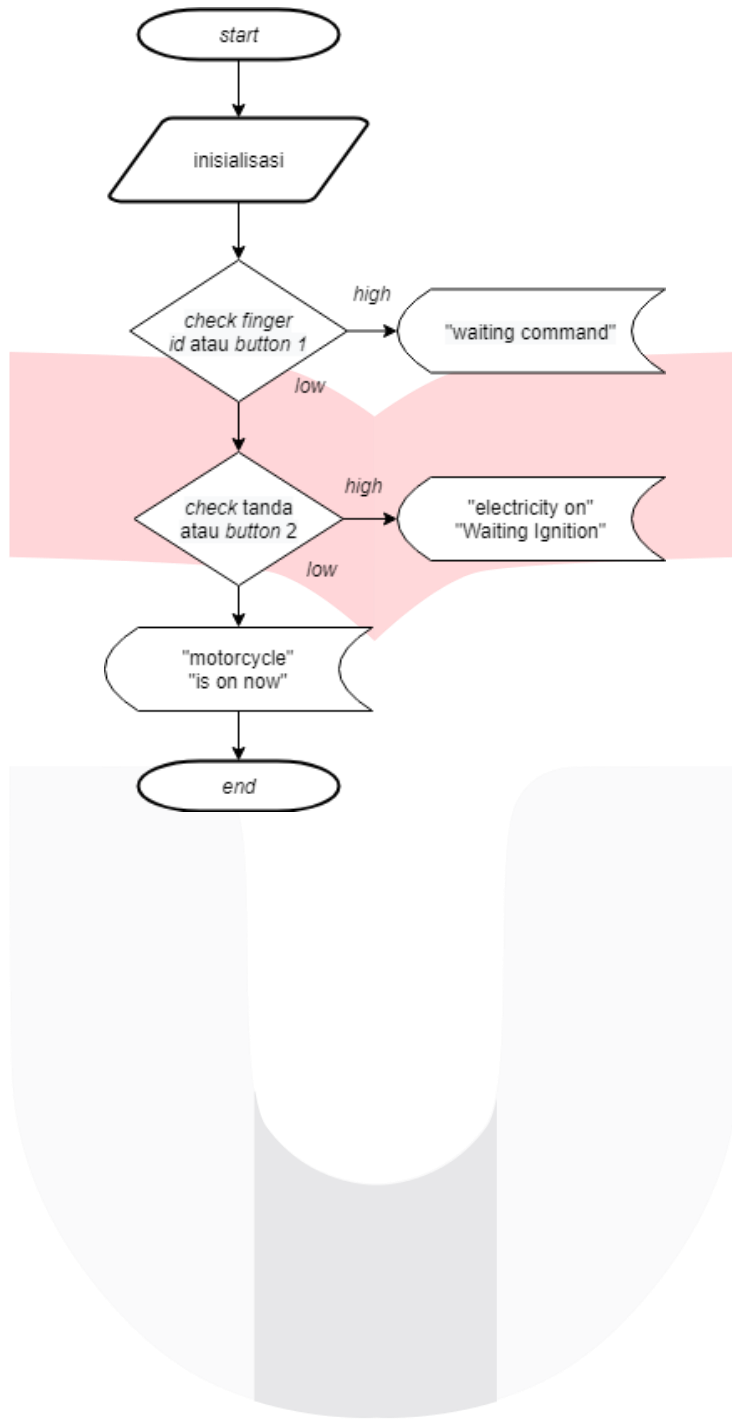 start
inisialisasi
high
check finger
id atau button 1
"waiting command"
low
high
check tanda
atau button 2
"electricity on"
"Waiting Ignition"
low
"motorcycle"
"is on now"
end